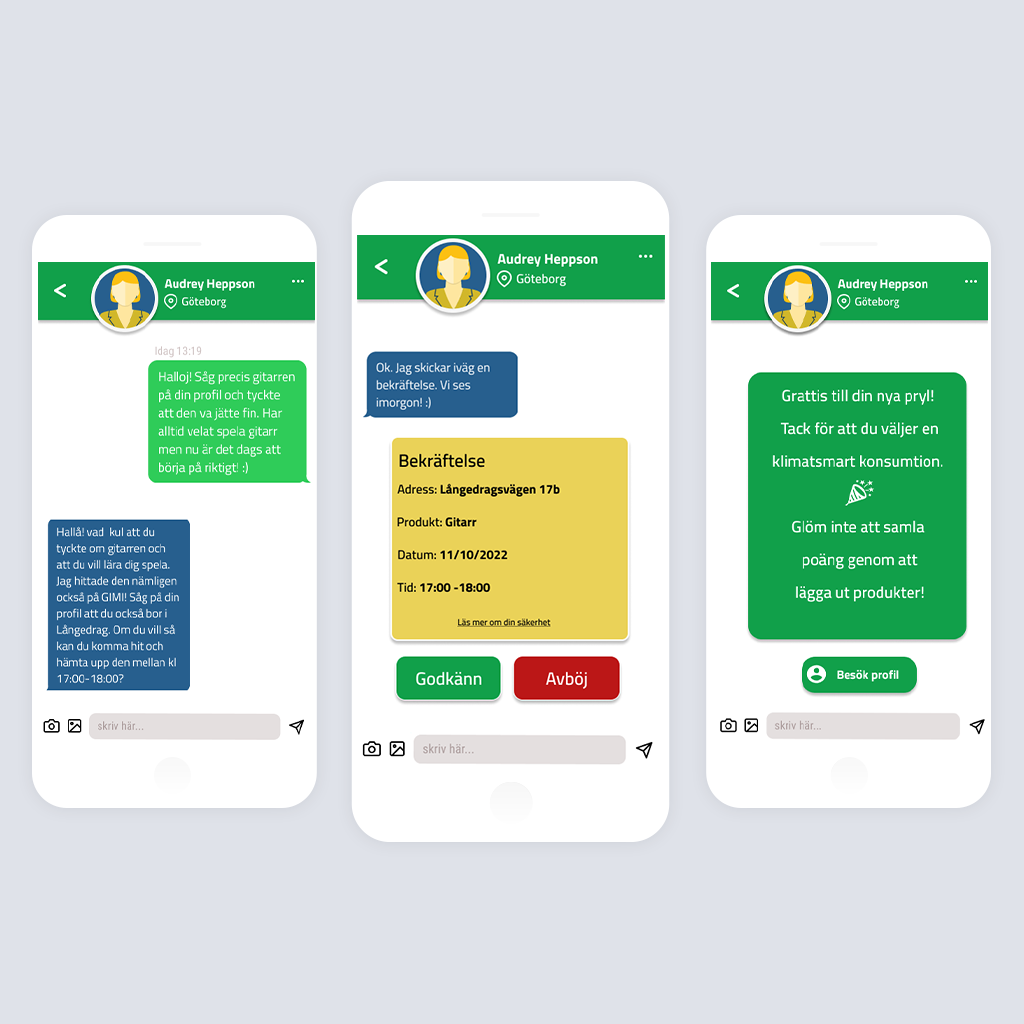 Audrey Heppson
Göteborg
Idag 13:19
Halloj! Såg precis gitarren
på din profil och tyckte
att den va jätte fin. Har
alltid velat spela gitarr
men nu är det dags att
börja på riktigt! :)
Hallå! vad kul att du
tyckte om gitarren och
att du vill lära dig spela.
Jag hittade den nämligen
också på GIMI! Såg på din
profil att du också bor i
Långedrag. Om du vill så
kan du komma hit och
hämta upp den mellan kl
17:00-18:00?
skriv här...
Audrey Heppson
Göteborg
Ok. Jag skickar iväg en
bekräftelse. Vi ses
imorgon! :)
Bekräftelse
Adress: Långedragsvägen 17b
Produkt: Gitarr
Datum: 11/10/2022
Tid: 17:00 -18:00
Läs mer om din säkerhet
Godkänn
Avböj
skriv här...
Audrey Heppson
Göteborg
Grattis till din nya pryl!
Tack för att du väljer en
klimatsmart konsumtion.
Glöm inte att samla
poäng genom att
lägga ut produkter!
Besök profil
skriv här...